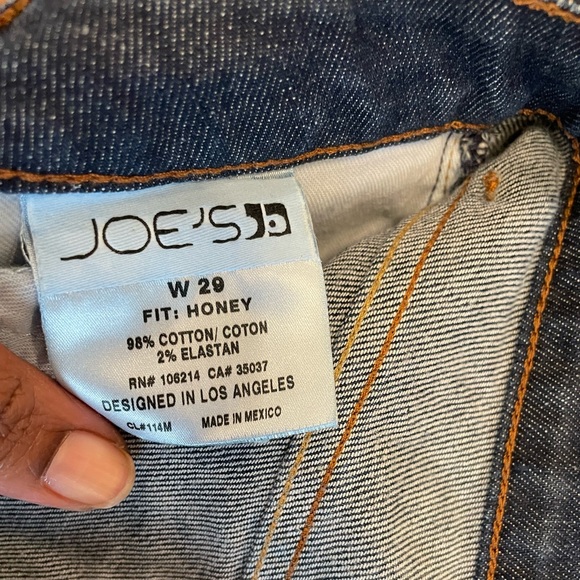 JOE'S
W 29
FIT: HONEY
98% COTTON/ COTON
2% ELASTAN
RN# 106214 CA# 35037
DESIGNED IN LOS ANGELES
CL#114M MADE IN MEXICO